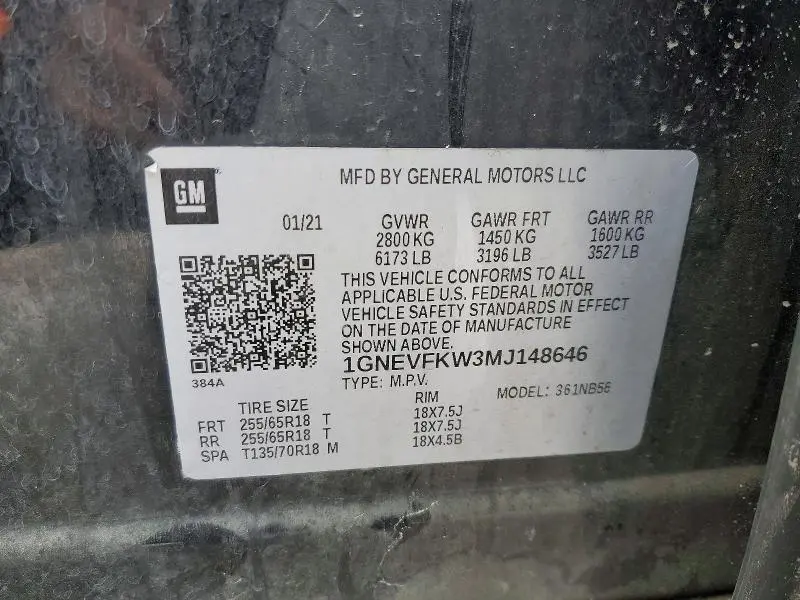 GM
MFD BY GENERAL MOTORS LLC
01/21 GVWR GAWR FRT GAWR RR
2800 KG 1450 KG 1600 KG
6173 LB 3196 LB 3527 LB
THIS VEHICLE CONFORMS TO ALL
APPLICABLE U.S. FEDERAL MOTOR
VEHICLE SAFETY STANDARDS IN EFFECT
ON THE DATE OF MANUFACTURE
SHOWN ABOVE.
384A
1GNEVFKW3MJ148646
TYPE: M.P.V. MODEL: 361NB56
TIRE SIZE RIM
FRT 255/65R18 T 18X7.5J
RR 255/65R18 T 18X7.5J
SPA T135/70R18 M 18X4.5B